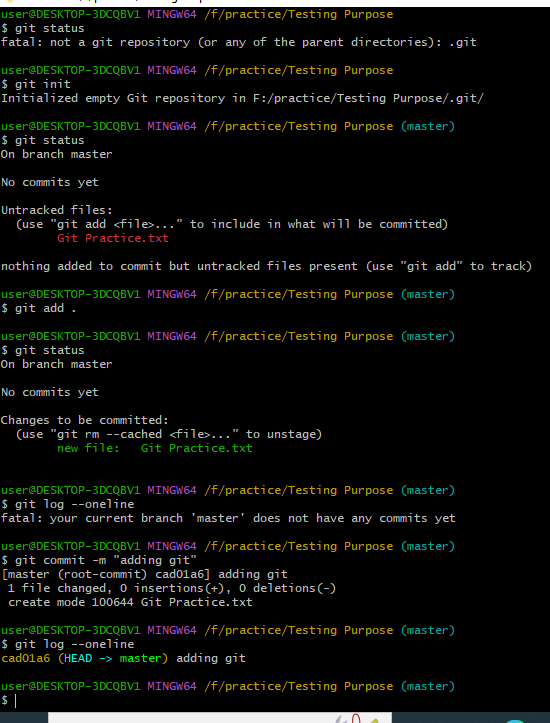 user@DESKTOP-3DCQBV1 MINGW64 /f/practice/Testing Purpose
$ git status
fatal: not a git repository (or any of the parent directories): .git
user@DESKTOP-3DCQBV1 MINGW64 /f/practice/Testing Purpose
$ git init
Initialized empty Git repository in F:/practice/Testing Purpose/.git/
user@DESKTOP-3DCQBV1 MINGW64 /f/practice/Testing Purpose (master)
$ git status
On branch master
No commits yet
Untracked files:
(use "git add <file>..." to include in what will be committed)
Git Practice.txt
nothing added to commit but untracked files present (use "git add" to track)
user@DESKTOP-3DCQBV1 MINGW64 /f/practice/Testing Purpose (master)
$ git add .
user@DESKTOP-3DCQBV1 MINGW64 /f/practice/Testing Purpose (master)
$ git status
On branch master
No commits yet
Changes to be committed:
(use "git rm --cached <file>..." to unstage)
new file:   Git Practice.txt
user@DESKTOP-3DCQBV1 MINGW64 /f/practice/Testing Purpose (master)
$ git log --oneline
fatal: your current branch 'master' does not have any commits yet
user@DESKTOP-3DCQBV1 MINGW64 /f/practice/Testing Purpose (master)
$ git commit -m "adding git"
[master (root-commit) cad01a6] adding git
1 file changed, 0 insertions(+), 0 deletions(-)
create mode 100644 Git Practice.txt
user@DESKTOP-3DCQBV1 MINGW64 /f/practice/Testing Purpose (master)
$ git log --oneline
cad01a6 (HEAD -> master) adding git
user@DESKTOP-3DCQBV1 MINGW64 /f/practice/Testing Purpose (master)
$